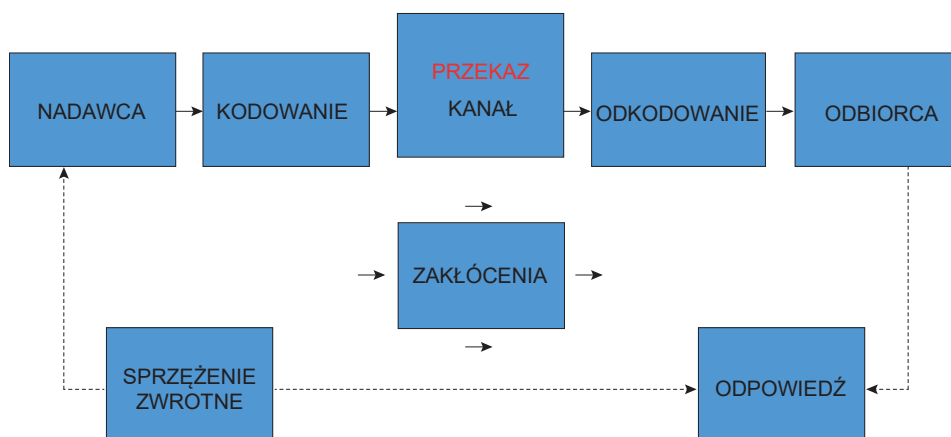 NADAWCA
KODOWANIE
PRZEKAZ
KANAŁ
ODKODOWANIE
ODBIORCA
ZAKŁÓCENIA
SPRZĘŻENIE
ZWROTNE
ODPOWIEDŹ